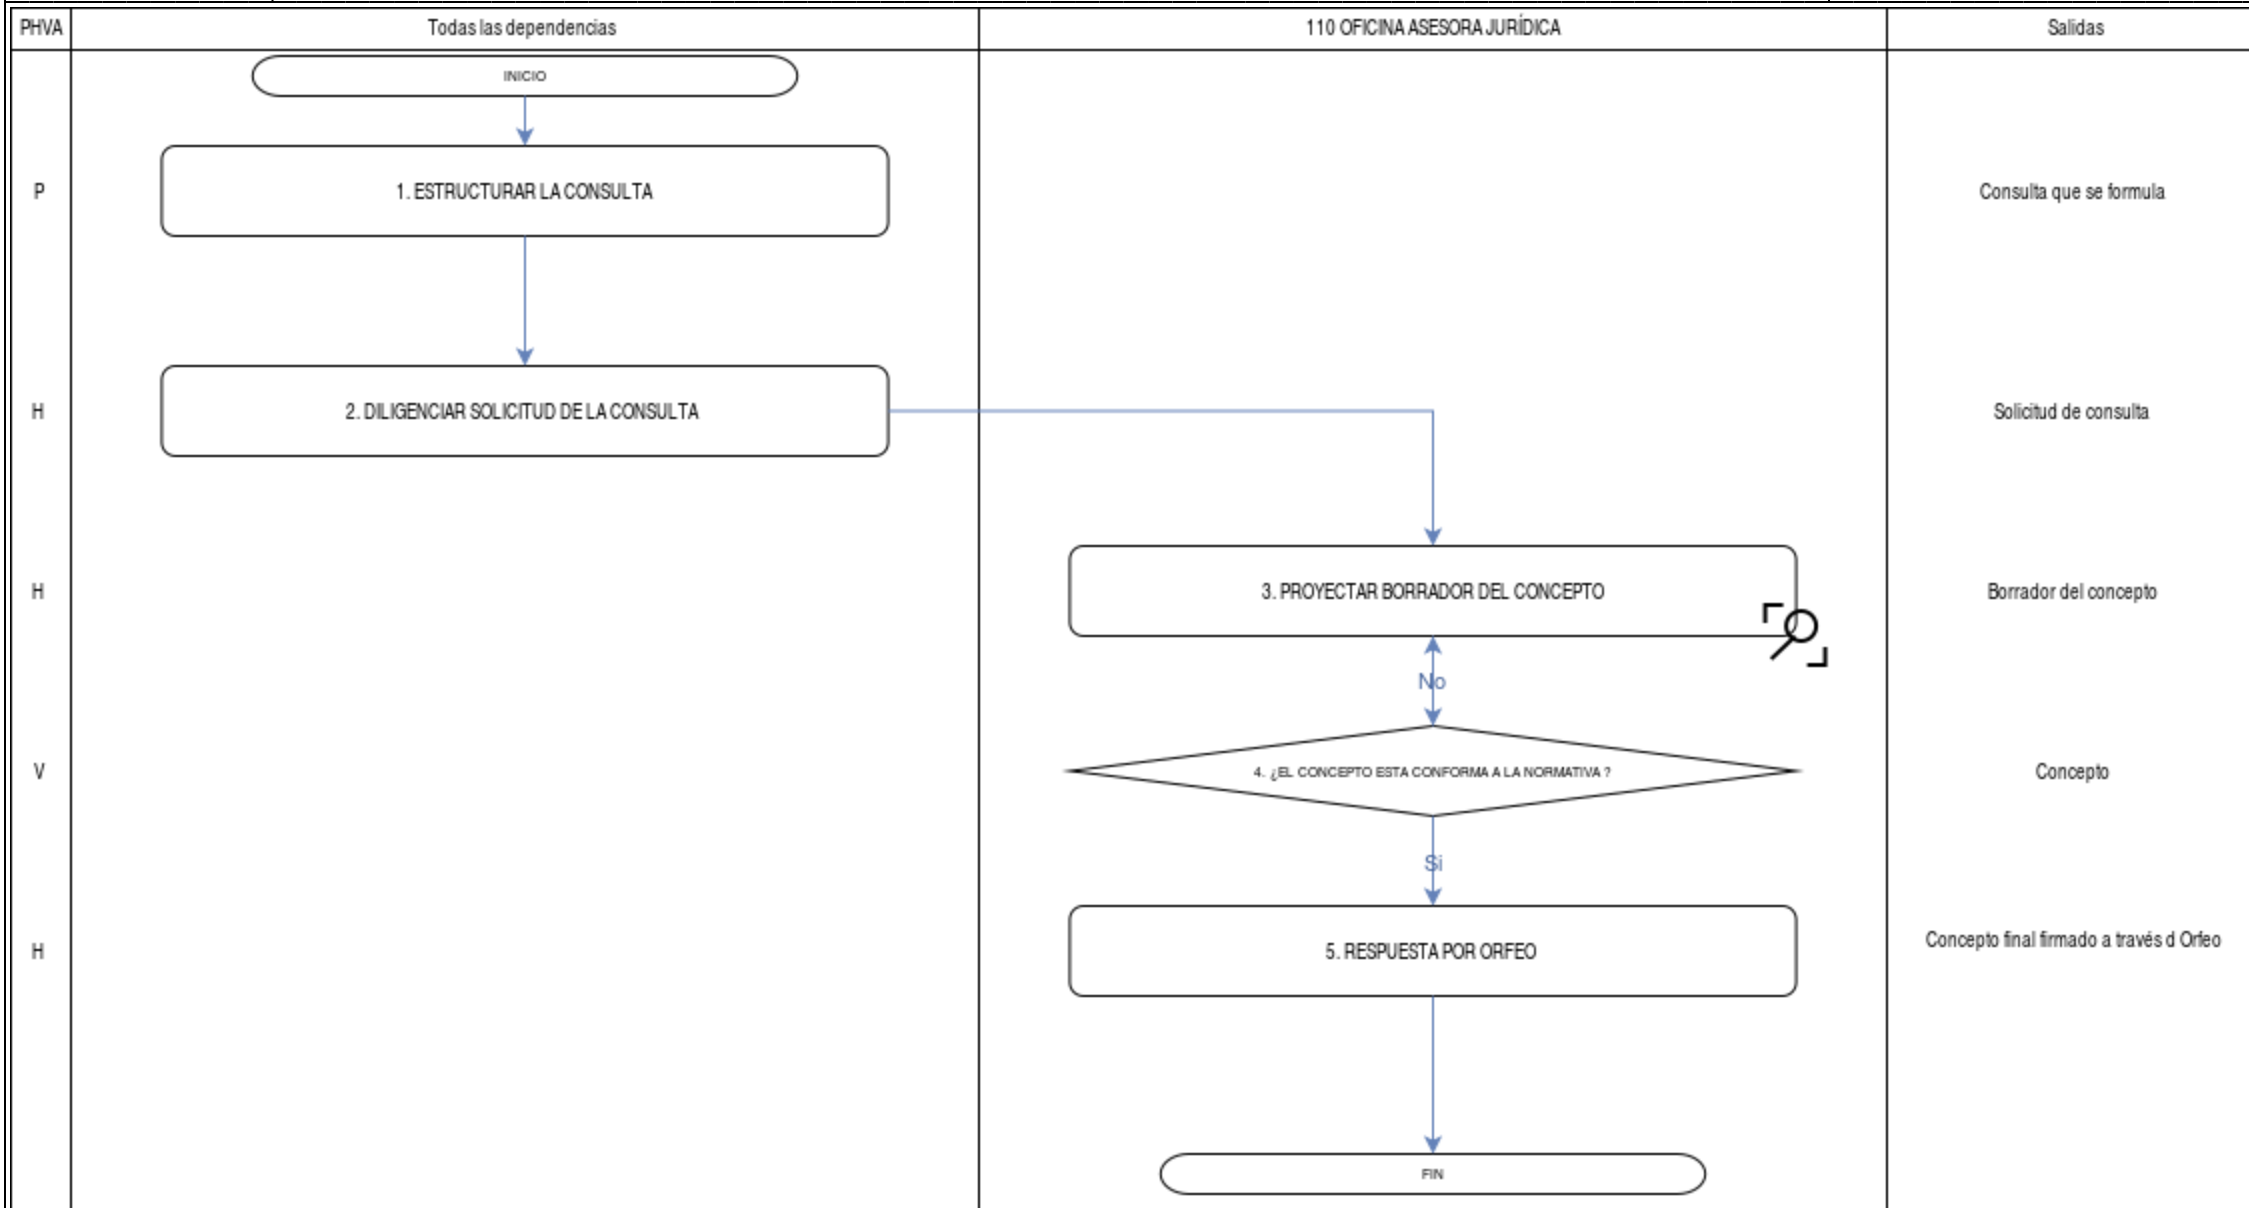 PHVA
Todas las dependencias
110 OFICINA ASESORA JURÍDICA
Salidas
INICIO
P
1. ESTRUCTURAR LA CONSULTA
Consulta que se formula
H
2. DILIGENCIAR SOLICITUD DE LA CONSULTA
Solicitud de consulta
H
3. PROYECTAR BORRADOR DEL CONCEPTO
Borrador del concepto
No
V
4. ¿EL CONCEPTO ESTA CONFORMA A LA NORMATIVA ?
Concepto
Si
H
5. RESPUESTA POR ORFEO
Concepto final firmado a través d Orfeo
FIN